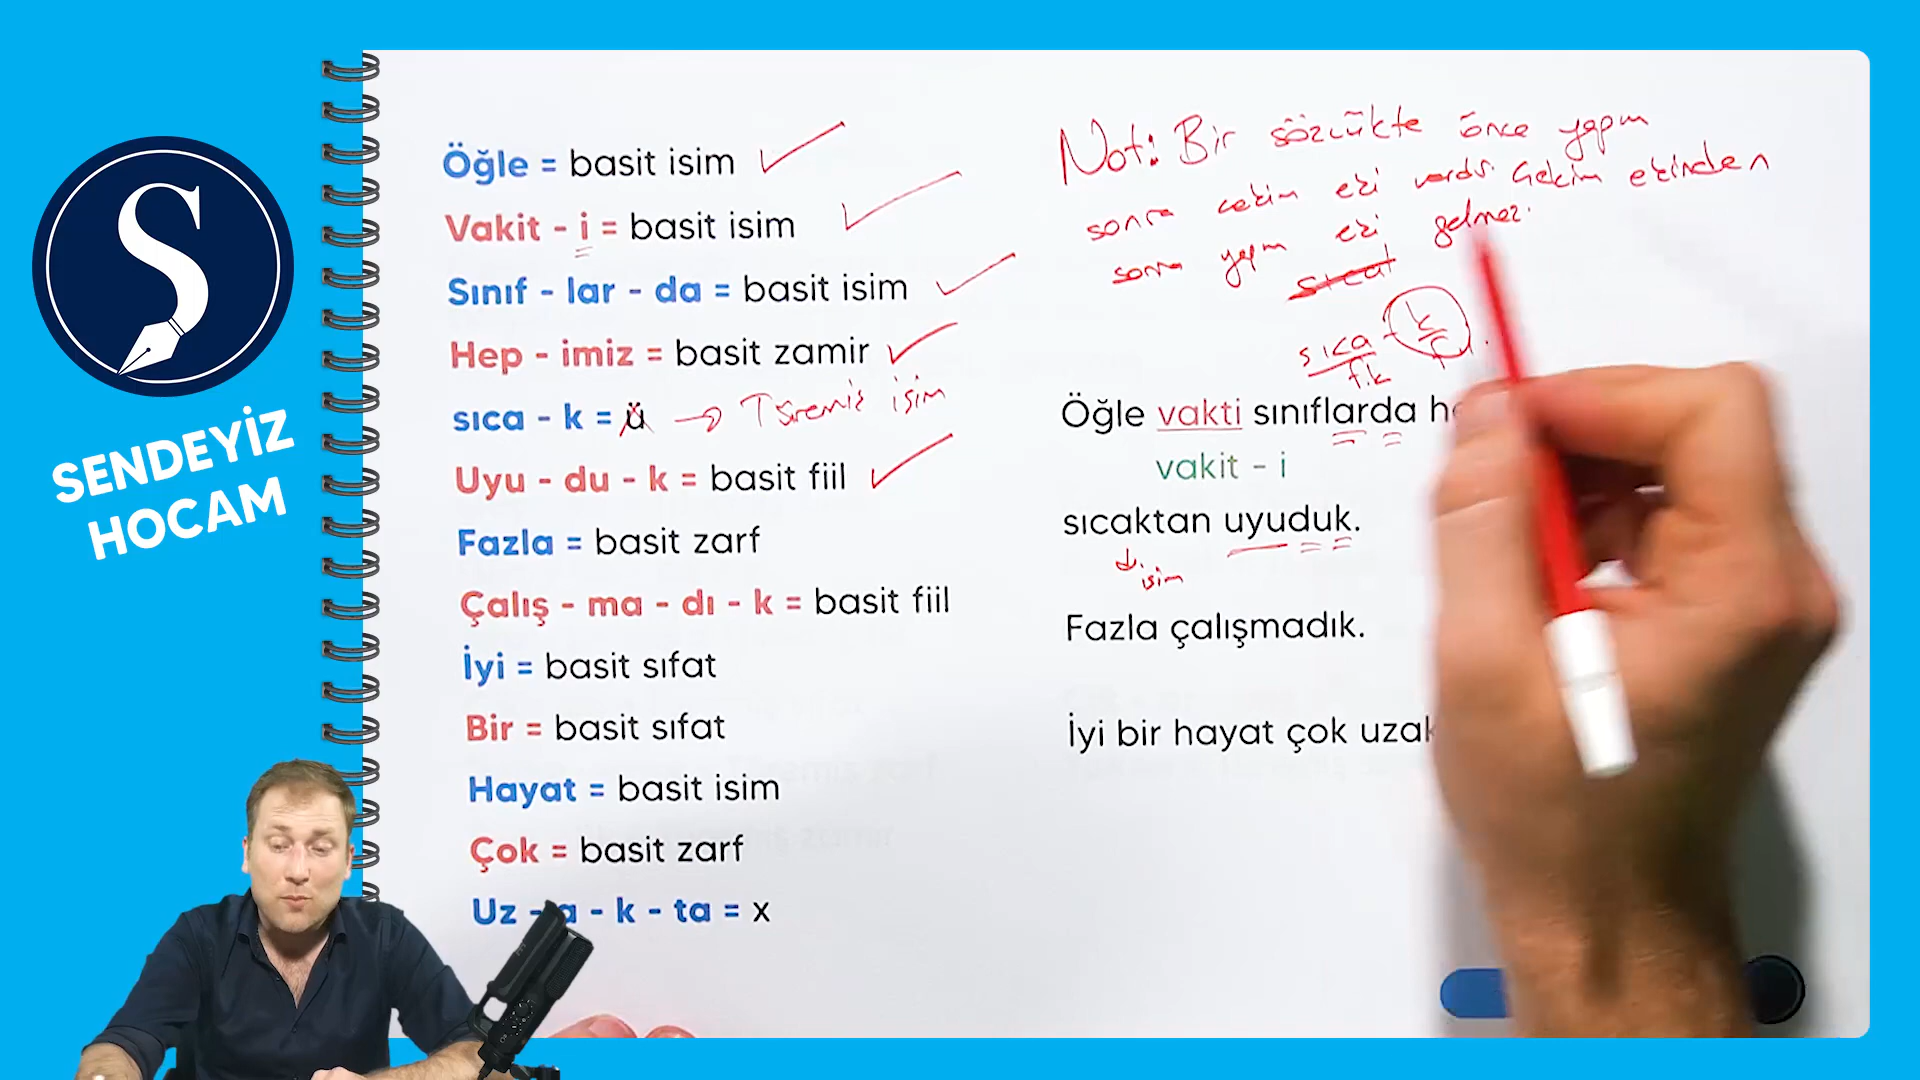 S
SENDEYİZ
HOCAM
Öğle = basit isim
Vakit - i = basit isim
Sınıf - lar - da = basit isim
Hep - imiz = basit zamir
sıca - k = ü → Türemiş isim
Uyu - du - k = basit fiil
Fazla = basit zarf
Çalış - ma - dı - k = basit fiil
İyi = basit sıfat
Bir = basit sıfat
Hayat = basit isim
Çok = basit zarf
Uz - a - k - ta = x
Not: Bir sözcükte önce yapım
sonra çekim eki vardır. Çekim ekinden
sonra yapım eki gelmez.
sıcak
sıca - k
Öğle vakti sınıflarda
vakit - i
sıcaktan uyuduk.
isim
Fazla çalışmadık.
İyi bir hayat çok uzak